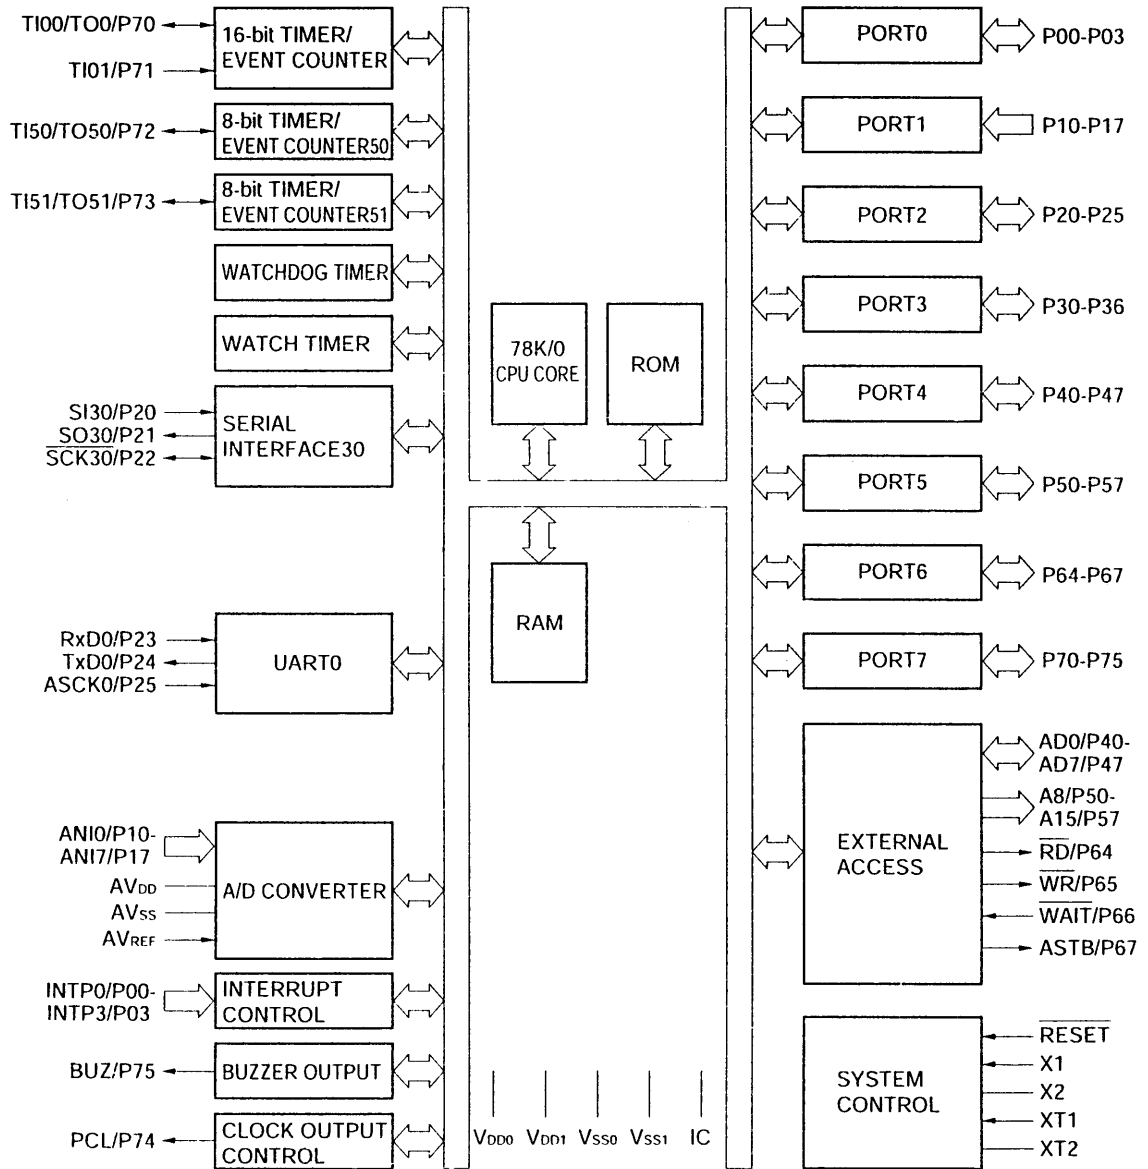 TI00/TO0/P70
TI01/P71
16-bit TIMER/
EVENT COUNTER
TI50/TO50/P72
8-bit TIMER/
EVENT COUNTER50
TI51/TO51/P73
8-bit TIMER/
EVENT COUNTER51
WATCHDOG TIMER
WATCH TIMER
SI30/P20
SO30/P21
SCK30/P22
SERIAL
INTERFACE30
RxD0/P23
TxD0/P24
ASCK0/P25
UART0
ANI0/P10-
ANI7/P17
AVDD
AVSS
AVREF
A/D CONVERTER
INTP0/P00-
INTP3/P03
INTERRUPT
CONTROL
BUZ/P75
BUZZER OUTPUT
PCL/P74
CLOCK OUTPUT
CONTROL
78K/0
CPU CORE
ROM
RAM
VDD0 VDD1 VSS0 VSS1 IC
PORT0 P00-P03
PORT1 P10-P17
PORT2 P20-P25
PORT3 P30-P36
PORT4 P40-P47
PORT5 P50-P57
PORT6 P64-P67
PORT7 P70-P75
EXTERNAL
ACCESS
AD0/P40-
AD7/P47
A8/P50-
A15/P57
RD/P64
WR/P65
WAIT/P66
ASTB/P67
SYSTEM
CONTROL
RESET
X1
X2
XT1
XT2